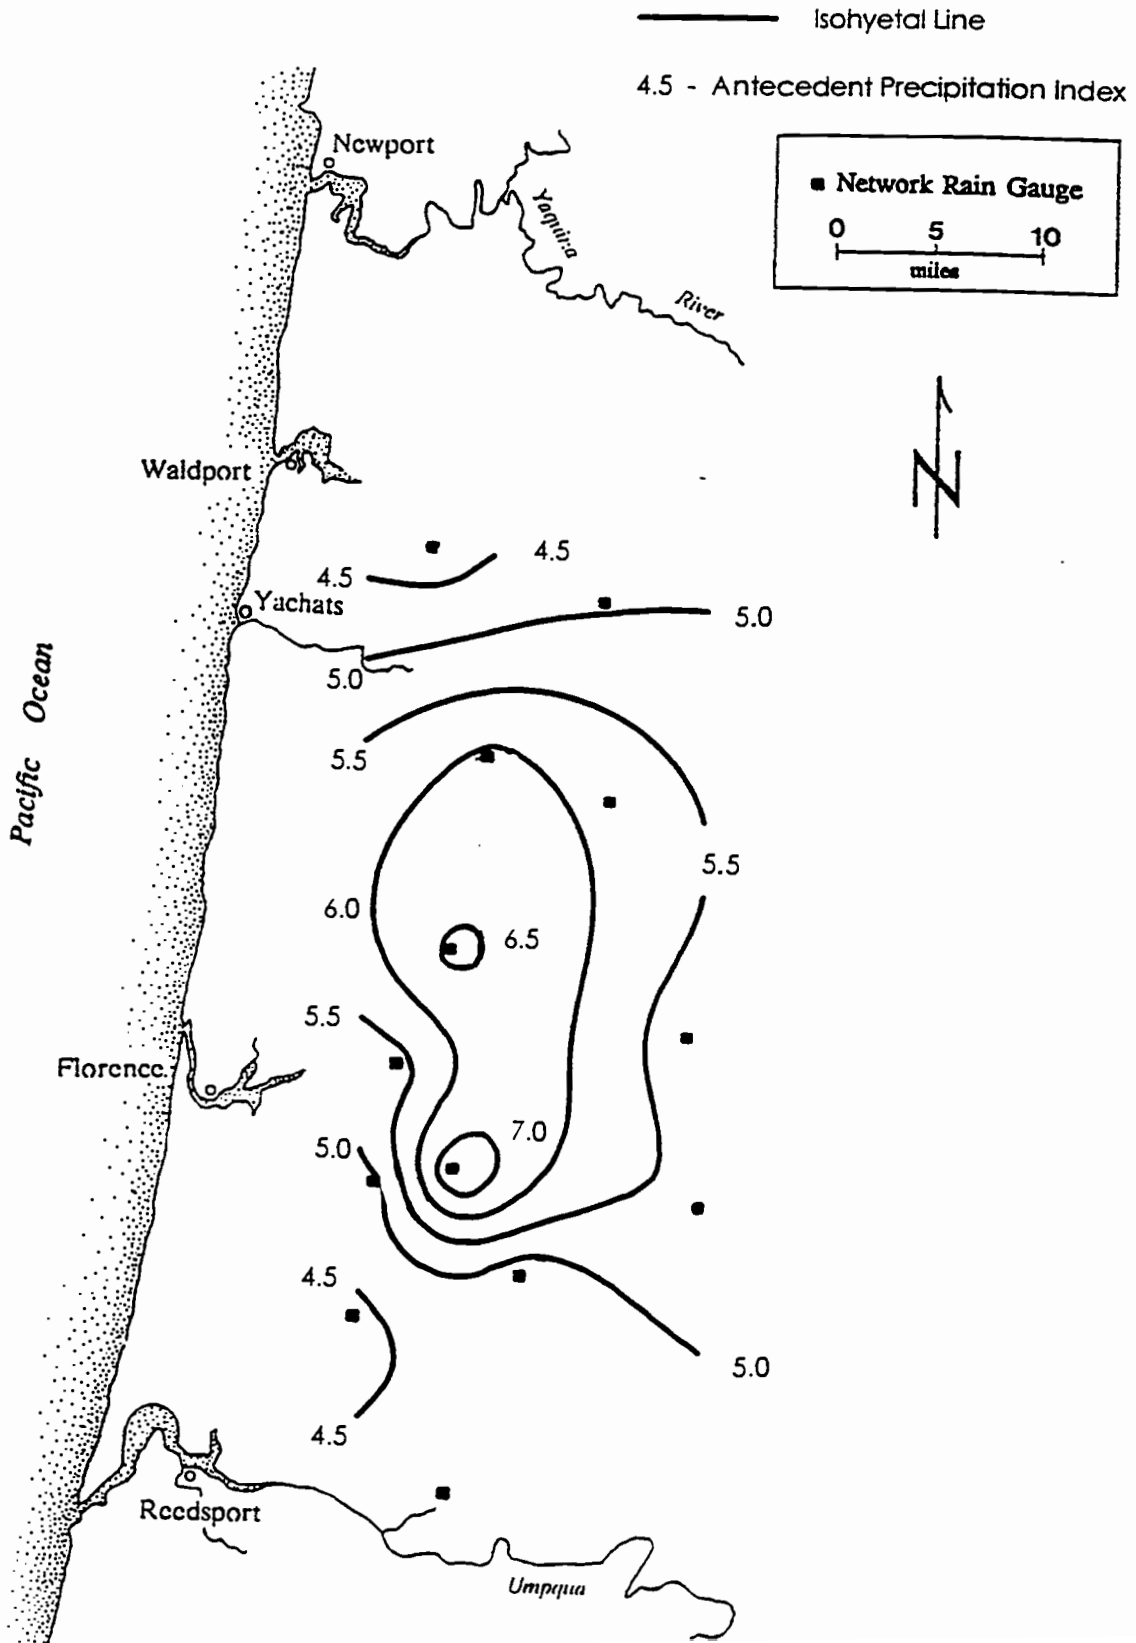 Isohyetal Line
4.5 - Antecedent Precipitation Index
Network Rain Gauge
0 5 10
miles
Newport
Yaquina
River
N
Waldport
4.5
4.5
Yachats
5.0
5.0
Pacific Ocean
5.5
5.5
6.0
6.5
5.5
Florence
7.0
5.0
4.5
5.0
4.5
Reedsport
Umpqua